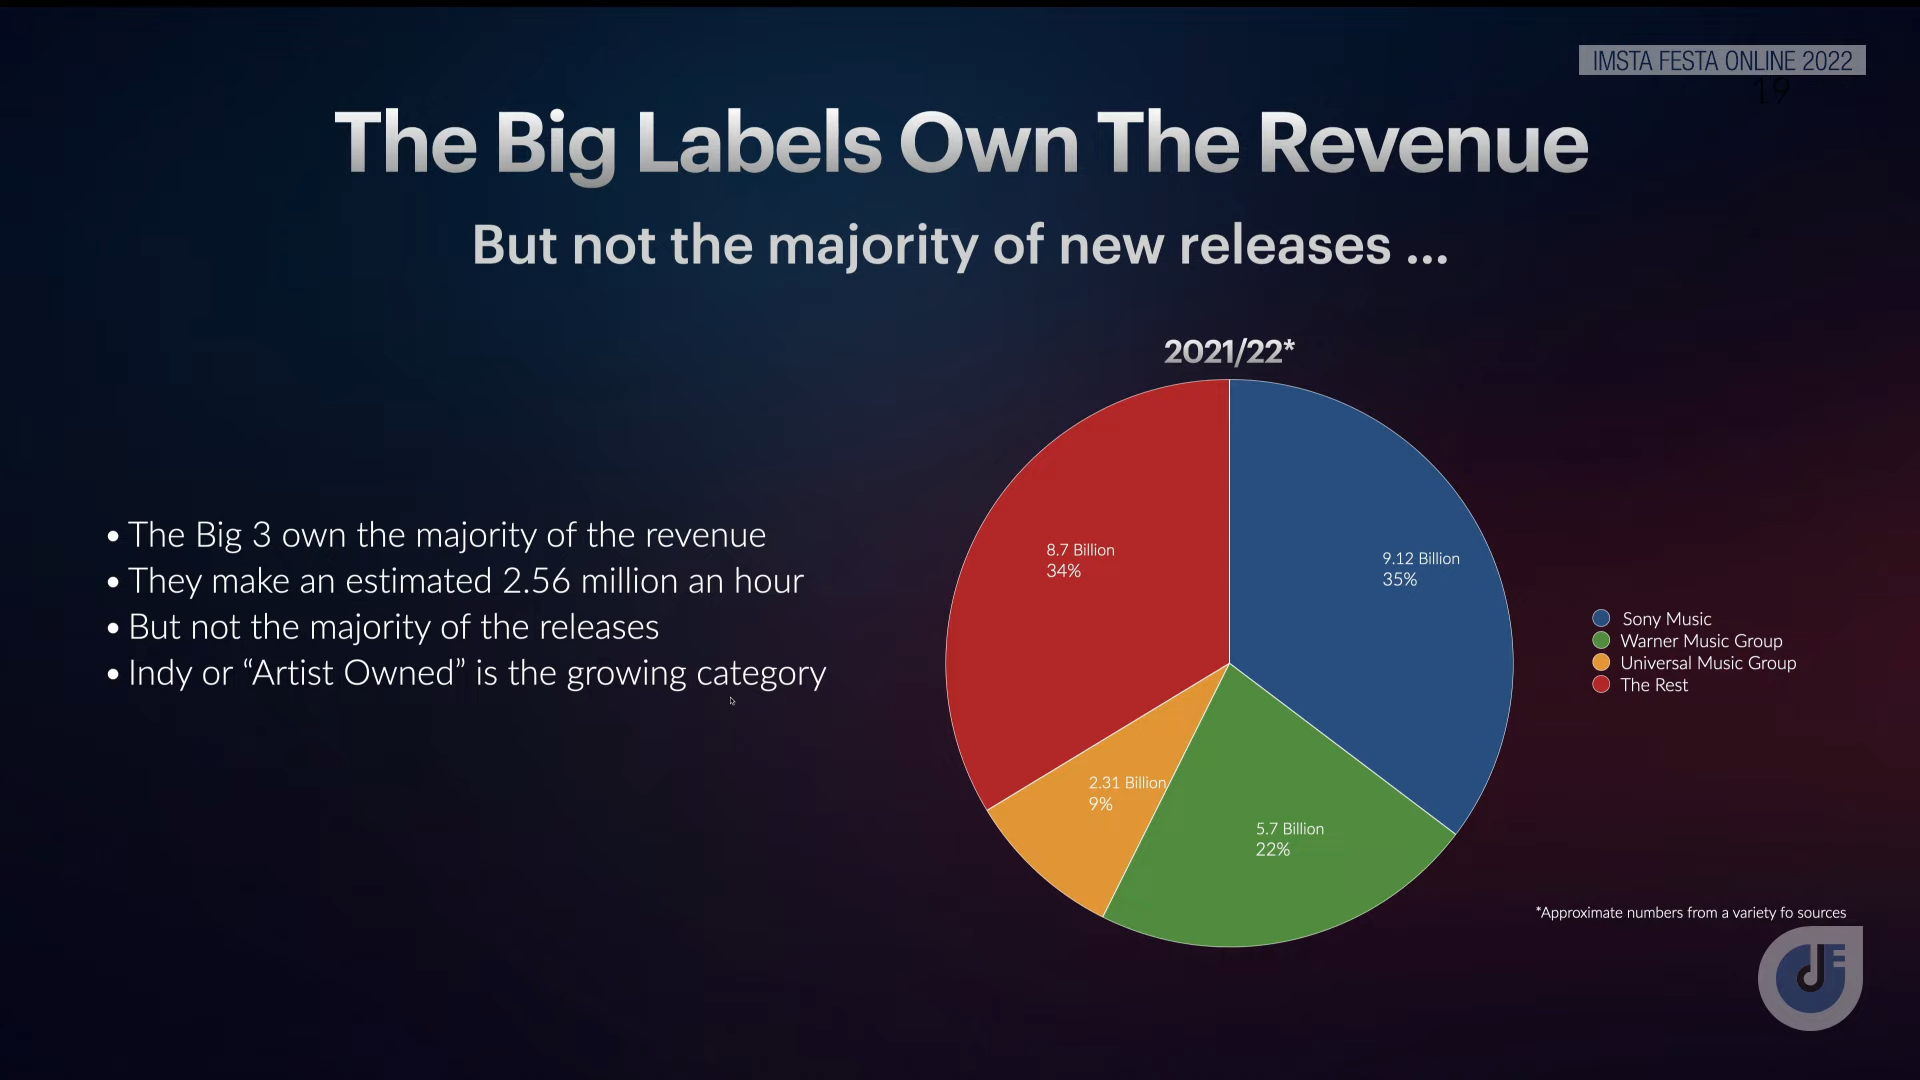 IMSTA FESTA ONLINE 2022
19
The Big Labels Own The Revenue
But not the majority of new releases ...
2021/22*
• The Big 3 own the majority of the revenue
• They make an estimated 2.56 million an hour
• But not the majority of the releases
• Indy or “Artist Owned” is the growing category
8.7 Billion
34%
9.12 Billion
35%
2.31 Billion
9%
5.7 Billion
22%
Sony Music
Warner Music Group
Universal Music Group
The Rest
*Approximate numbers from a variety fo sources